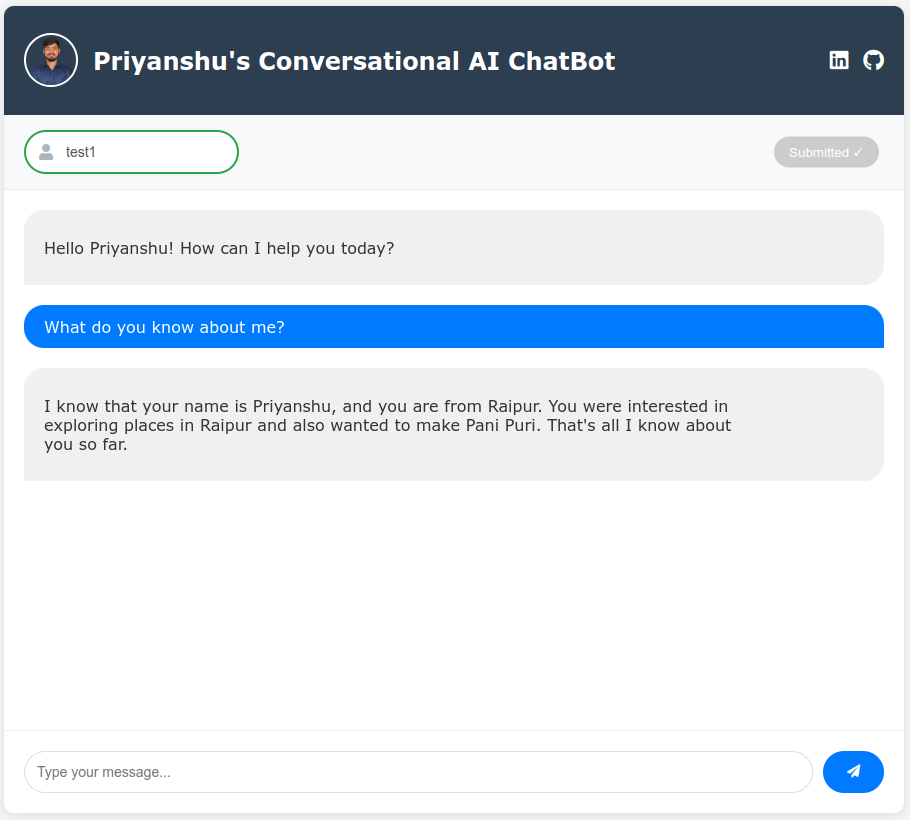 Priyanshu's Conversational AI ChatBot
test1
Submitted ✓
Hello Priyanshu! How can I help you today?
What do you know about me?
I know that your name is Priyanshu, and you are from Raipur. You were interested in
exploring places in Raipur and also wanted to make Pani Puri. That's all I know about
you so far.
Type your message...